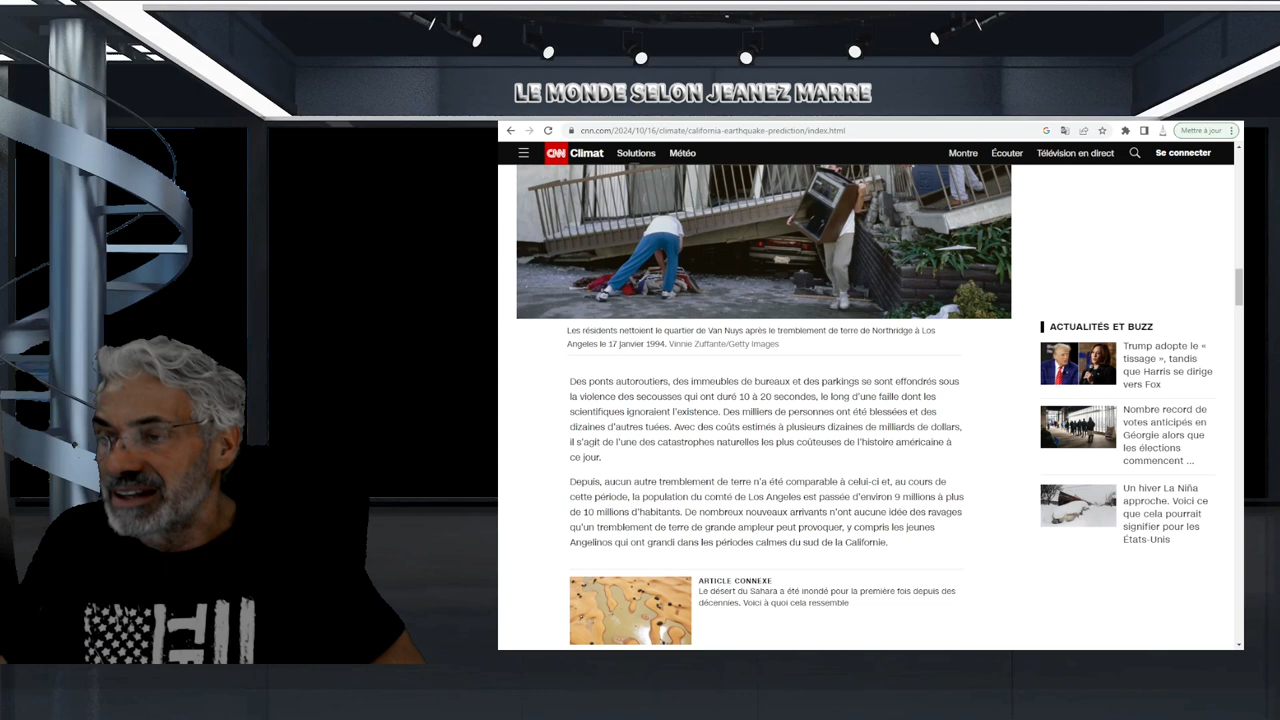 LE MONDE SELON JEANEZ MARRE
cnn.com/2024/10/16/climate/california-earthquake-prediction/index.html
Mettre à jour
CNN Climat Solutions Météo Montre Écouter Télévision en direct Se connecter
Les résidents nettoient le quartier de Van Nuys après le tremblement de terre de Northridge à Los
Angeles le 17 janvier 1994. Vinnie Zuffante/Getty Images
Des ponts autoroutiers, des immeubles de bureaux et des parkings se sont effondrés sous
la violence des secousses qui ont duré 10 à 20 secondes, le long d'une faille dont les
scientifiques ignoraient l'existence. Des milliers de personnes ont été blessées et des
dizaines d'autres tuées. Avec des coûts estimés à plusieurs dizaines de milliards de dollars,
il s'agit de l'une des catastrophes naturelles les plus coûteuses de l'histoire américaine à
ce jour.
Depuis, aucun autre tremblement de terre n'a été comparable à celui-ci et, au cours de
cette période, la population du comté de Los Angeles est passée d'environ 9 millions à plus
de 10 millions d'habitants. De nombreux nouveaux arrivants n'ont aucune idée des ravages
qu'un tremblement de terre de grande ampleur peut provoquer, y compris les jeunes
Angelinos qui ont grandi dans les périodes calmes du sud de la Californie.
ARTICLE CONNEXE
Le désert du Sahara a été inondé pour la première fois depuis des
décennies. Voici à quoi cela ressemble
ACTUALITÉS ET BUZZ
Trump adopte le «
tissage », tandis
que Harris se dirige
vers Fox
Nombre record de
votes anticipés en
Géorgie alors que
les élections
commencent ...
Un hiver La Niña
approche. Voici ce
que cela pourrait
signifier pour les
États-Unis